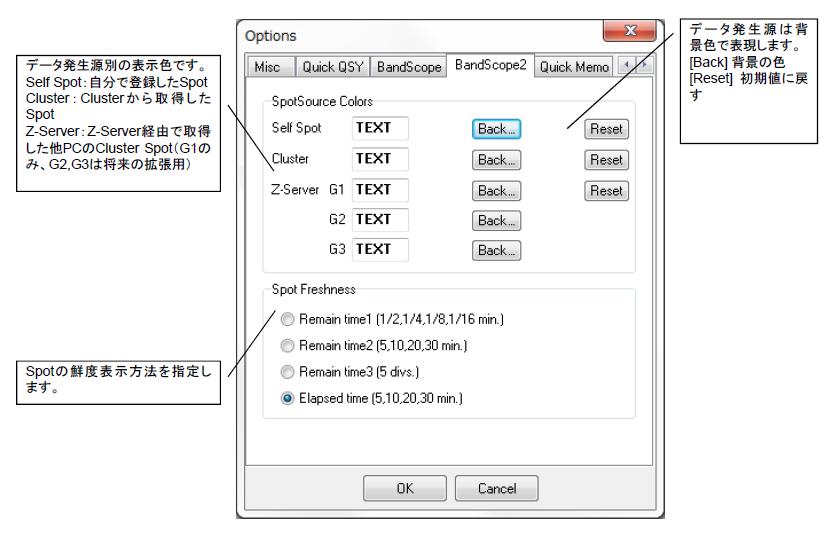 Options
Misc
Quick QSY
BandScope
BandScope2
Quick Memo
SpotSource Colors
Self Spot TEXT Back... Reset
Cluster TEXT Back... Reset
Z-Server G1 TEXT Back... Reset
G2 TEXT Back...
G3 TEXT Back...
Spot Freshness
Remain time1 (1/2,1/4,1/8,1/16 min.)
Remain time2 (5,10,20,30 min.)
Remain time3 (5 divs.)
Elapsed time (5,10,20,30 min.)
OK
Cancel
データ発生源別の表示色です。
Self Spot:自分で登録したSpot
Cluster:Clusterから取得した
Spot
Z-Server:Z-Server経由で取得
した他PCのCluster Spot(G1の
み、G2,G3は将来の拡張用)
Spotの鮮度表示方法を指定し
ます。
データ発生源は背
景色で表現します。
[Back] 背景の色
[Reset] 初期値に戻
す